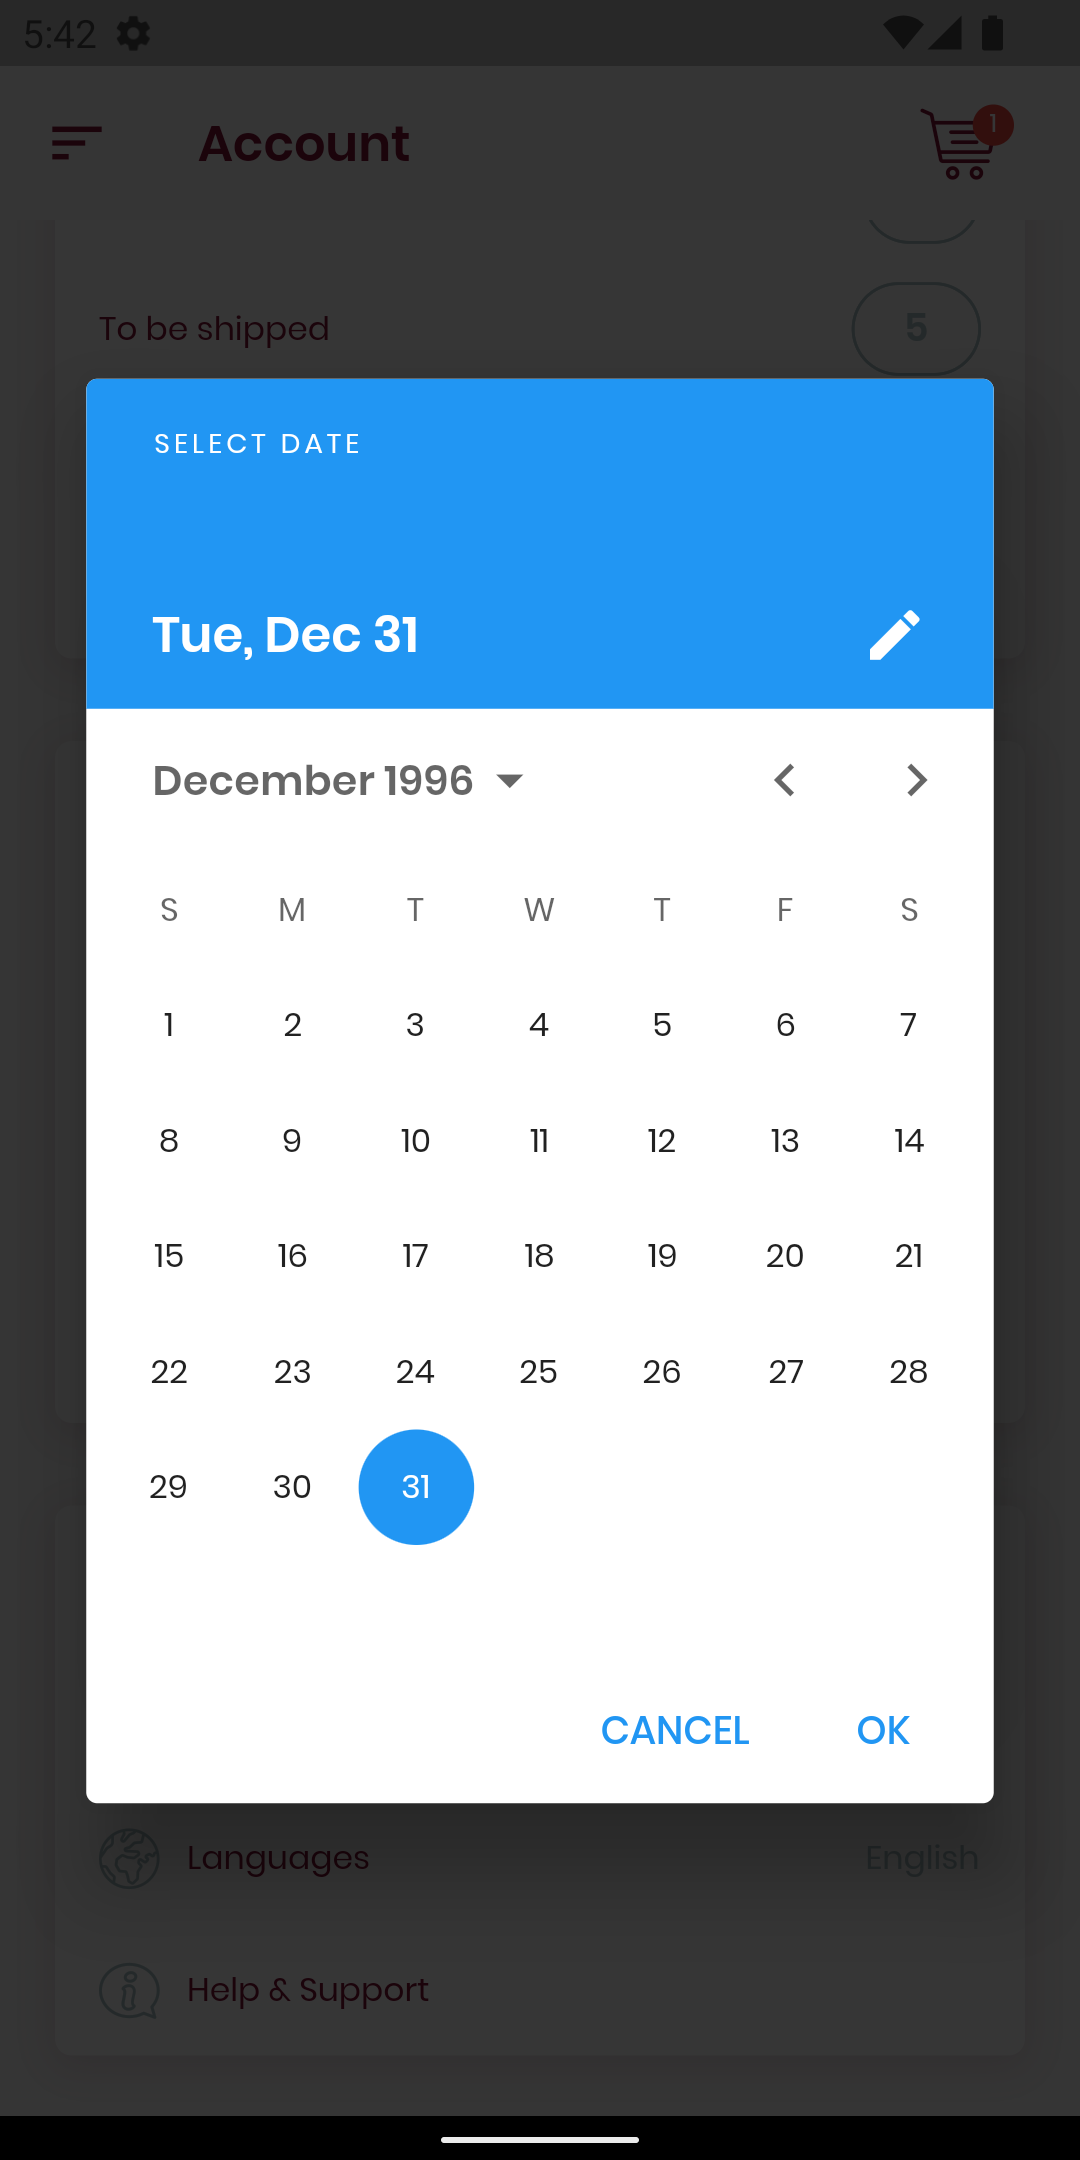 5:42
Account
1
To be shipped
5
SELECT DATE
Tue, Dec 31
December 1996
S M T W T F S
1 2 3 4 5 6 7
8 9 10 11 12 13 14
15 16 17 18 19 20 21
22 23 24 25 26 27 28
29 30 31
CANCEL OK
Languages English
Help & Support